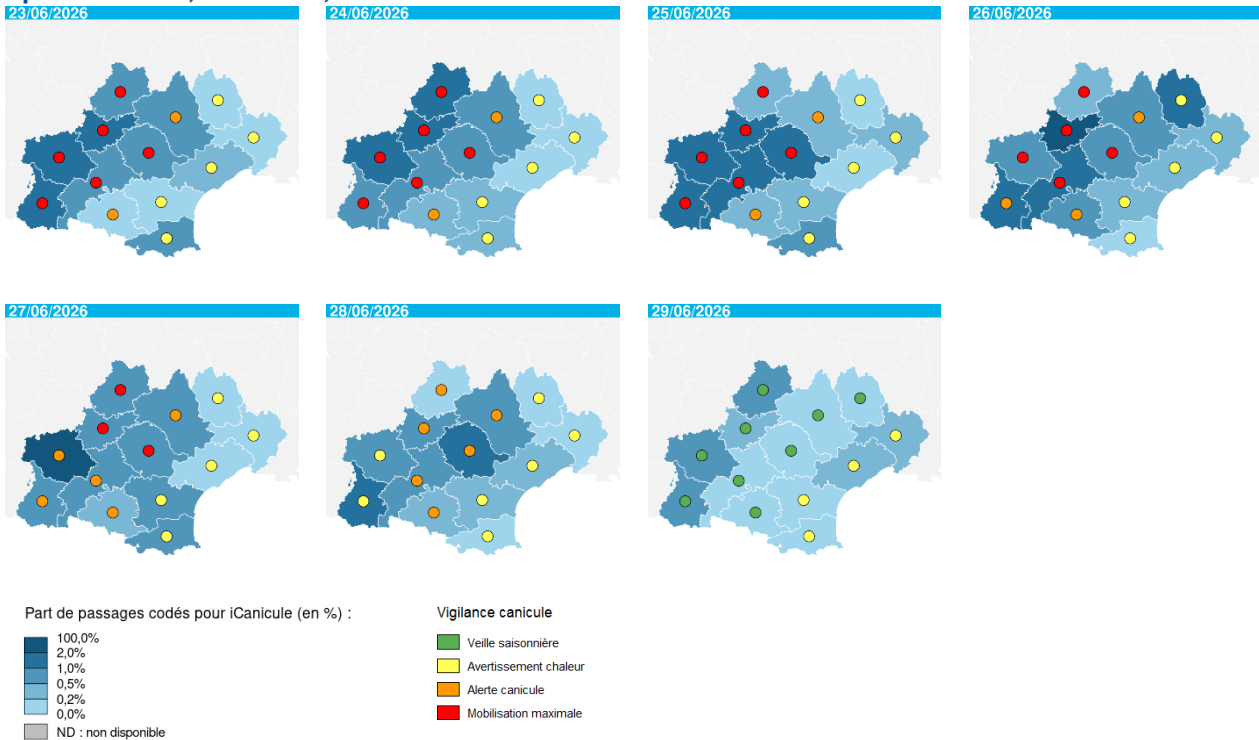 23/06/2026
24/06/2026
25/06/2026
26/06/2026
27/06/2026
28/06/2026
29/06/2026
Part de passages codés pour iCanicule (en %) :
100,0%
2,0%
1,0%
0,5%
0,2%
0,0%
ND : non disponible
Vigilance canicule
Veille saisonnière
Avertissement chaleur
Alerte canicule
Mobilisation maximale